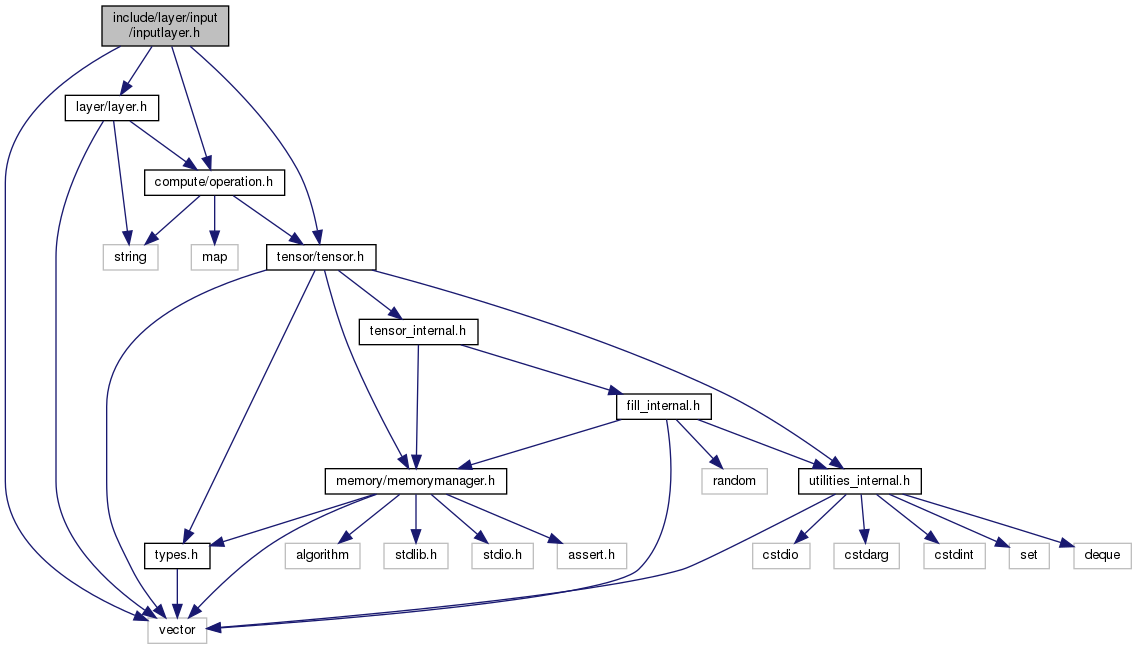 include/layer/input
/inputlayer.h
layer/layer.h
compute/operation.h
string
map
tensor/tensor.h
tensor_internal.h
fill_internal.h
memory/memorymanager.h
random
utilities_internal.h
types.h
algorithm
stdlib.h
stdio.h
assert.h
cstdio
cstdarg
cstdint
set
deque
vector